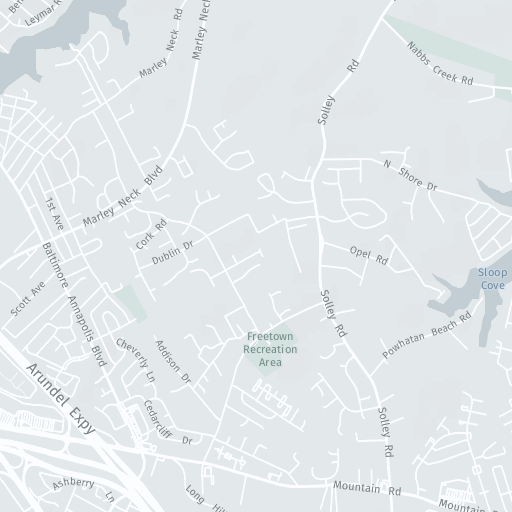 Leymar R
Marley Neck Rd
Marley Neck
Nabbs Creek Rd
Solley Rd
N Shore Dr
Marley Neck Blvd
1st Ave
Cork Rd
Dublin Dr
Opel Rd
Sloop
Cove
Scott Ave
Baltimore Annapolis Blvd
Solley Rd
Powhatan Beach Rd
Freetown
Recreation
Area
Cheverly Ln
Addison Dr
Arundel Expy
Cedarcliff Dr
Solley Rd
Ashberry Ln
Long Hil
Mountain Rd
Mountain